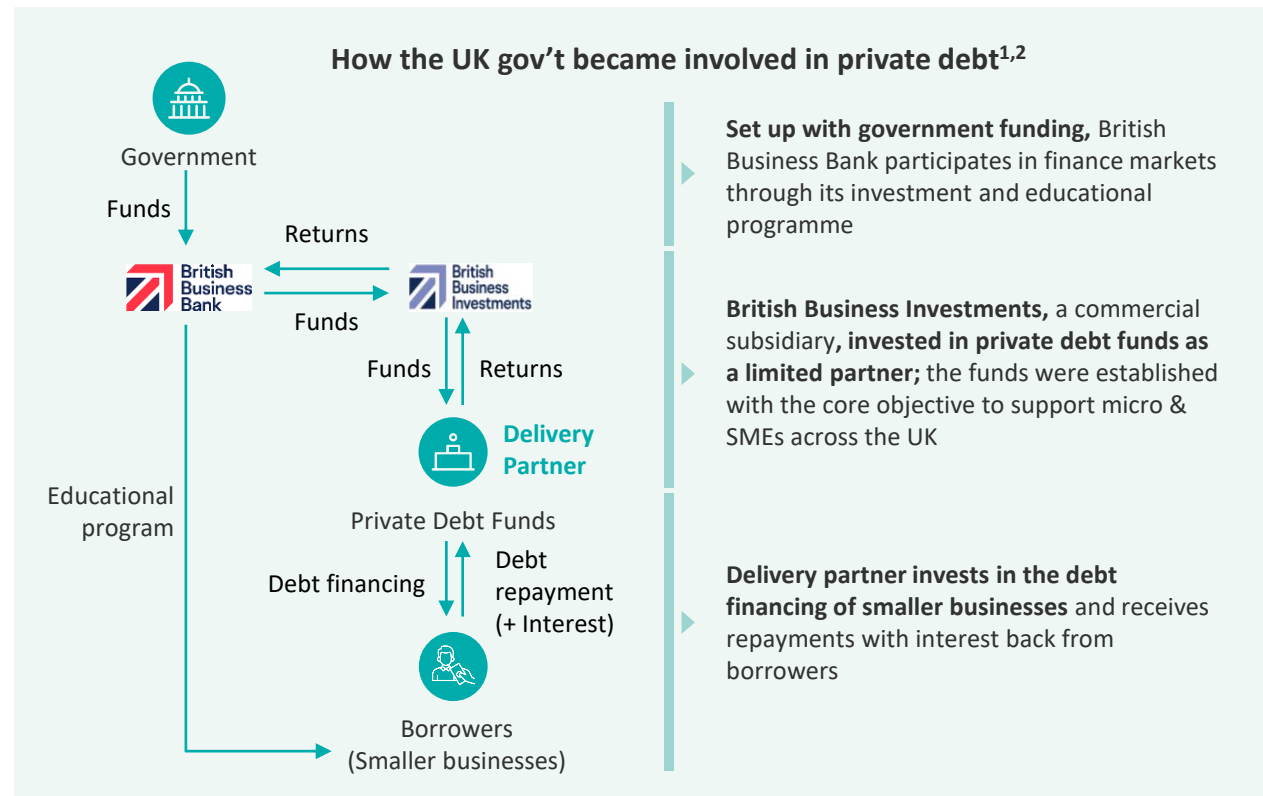 How the UK gov’t became involved in private debt1,2
Government
Funds
Returns
British
Business
Bank
British
Business
Investments
Funds
Funds
Returns
Delivery
Partner
Educational
program
Private Debt Funds
Debt financing
Debt
repayment
(+ Interest)
Borrowers
(Smaller businesses)
Set up with government funding, British
Business Bank participates in finance markets
through its investment and educational
programme
British Business Investments, a commercial
subsidiary, invested in private debt funds as
a limited partner; the funds were established
with the core objective to support micro &
SMEs across the UK
Delivery partner invests in the debt
financing of smaller businesses and receives
repayments with interest back from
borrowers